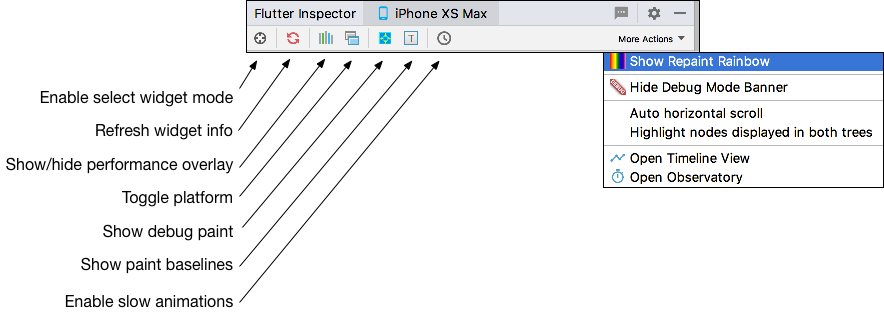 Flutter Inspector
iPhone XS Max
T
More Actions
Show Repaint Rainbow
Hide Debug Mode Banner
Auto horizontal scroll
Highlight nodes displayed in both trees
Open Timeline View
Open Observatory
Enable select widget mode
Refresh widget info
Show/hide performance overlay
Toggle platform
Show debug paint
Show paint baselines
Enable slow animations